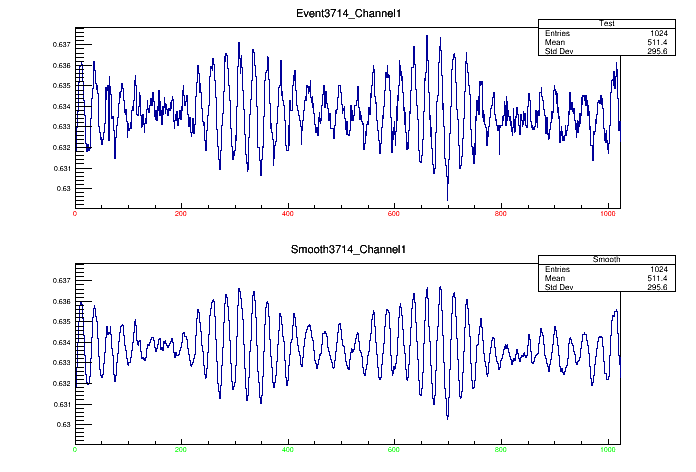 Event3714_Channel1
Test
Entries 1024
Mean 511.4
Std Dev 295.6
0.637
0.636
0.635
0.634
0.633
0.632
0.631
0.63
0 200 400 600 800 1000
Smooth3714_Channel1
Smooth
Entries 1024
Mean 511.4
Std Dev 295.6
0.637
0.636
0.635
0.634
0.633
0.632
0.631
0.63
0 200 400 600 800 1000